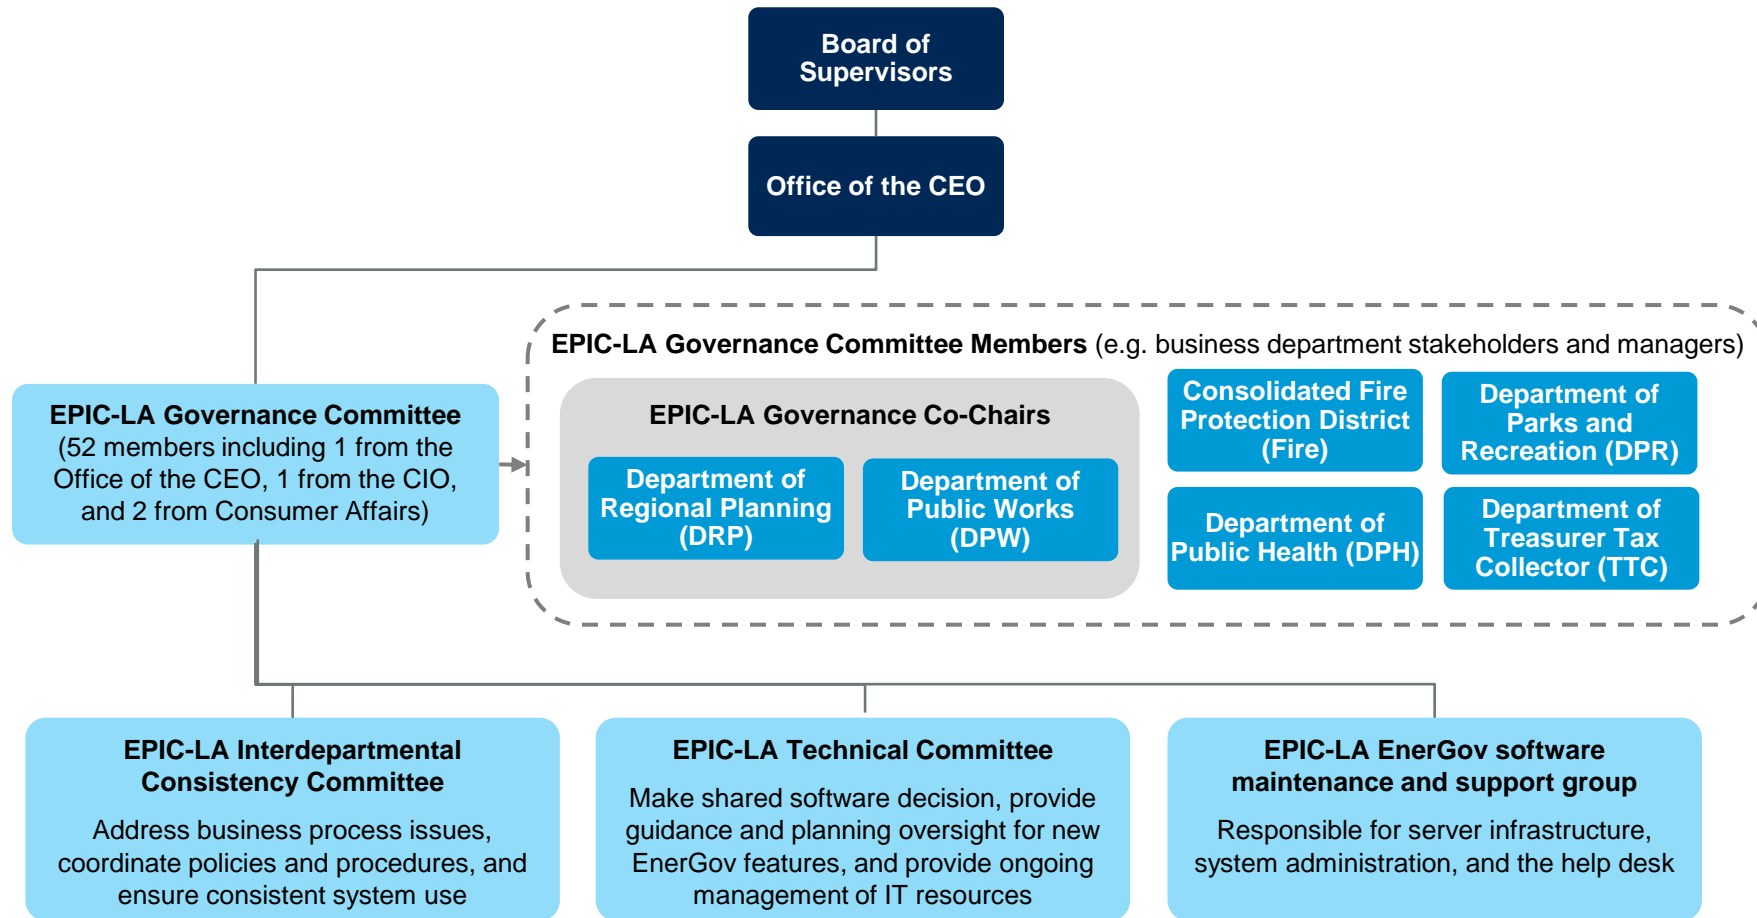 Board of
Supervisors
Office of the CEO
EPIC-LA Governance Committee Members (e.g. business department stakeholders and managers)
EPIC-LA Governance Committee
(52 members including 1 from the
Office of the CEO, 1 from the CIO,
and 2 from Consumer Affairs)
EPIC-LA Governance Co-Chairs
Department of
Regional Planning
(DRP)
Department of
Public Works
(DPW)
Consolidated Fire
Protection District
(Fire)
Department of
Parks and
Recreation (DPR)
Department of
Public Health (DPH)
Department of
Treasurer Tax
Collector (TTC)
EPIC-LA Interdepartmental
Consistency Committee
Address business process issues,
coordinate policies and procedures, and
ensure consistent system use
EPIC-LA Technical Committee
Make shared software decision, provide
guidance and planning oversight for new
EnerGov features, and provide ongoing
management of IT resources
EPIC-LA EnerGov software
maintenance and support group
Responsible for server infrastructure,
system administration, and the help desk